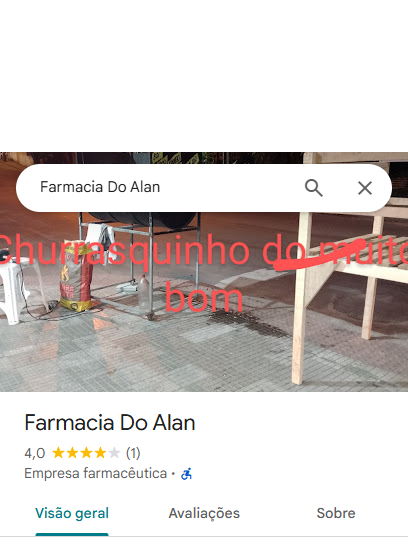 Farmacia Do Alan
Churrasquinho do muito
bom
Farmacia Do Alan
4,0 (1)
Empresa farmacêutica •
Visão geral
Avaliações
Sobre